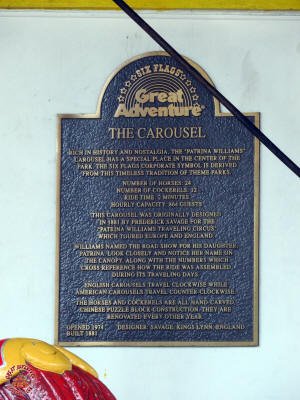 SIX FLAGS
Great
Adventure
THE CAROUSEL
RICH IN HISTORY AND NOSTALGIA, THE "PATRINA WILLIAMS"
CAROUSEL HAS A SPECIAL PLACE IN THE CENTER OF THE
PARK. THE SIX FLAGS CORPORATE SYMBOL IS DERIVED
FROM THIS TIMELESS TRADITION OF THEME PARKS.
NUMBER OF HORSES: 24
NUMBER OF COCKERELS: 12
RIDE TIME: 2 MINUTES
HOURLY CAPACITY: 864 GUESTS
THIS CAROUSEL WAS ORIGINALLY DESIGNED
IN 1881 BY FREDERICK SAVAGE FOR THE
"PATRINA WILLIAMS TRAVELING CIRCUS"
WHICH TOURED EUROPE AND ENGLAND.
WILLIAMS NAMED THE ROAD SHOW FOR HIS DAUGHTER,
PATRINA. LOOK CLOSELY AND NOTICE HER NAME ON
THE CANOPY ALONG WITH THE NUMBERS WHICH
CROSS REFERENCE HOW THE RIDE WAS ASSEMBLED
DURING ITS TRAVELING DAYS.
ENGLISH CAROUSELS TRAVEL CLOCKWISE WHILE
AMERICAN CAROUSELS TRAVEL COUNTER-CLOCKWISE.
THE HORSES AND COCKERELS ARE ALL HAND CARVED,
CHINESE PUZZLE BLOCK CONSTRUCTION. THEY ARE
RENOVATED EVERY OTHER YEAR.
OPENED 1974 DESIGNER: SAVAGE, KINGS LYNN, ENGLAND
BUILT 1881